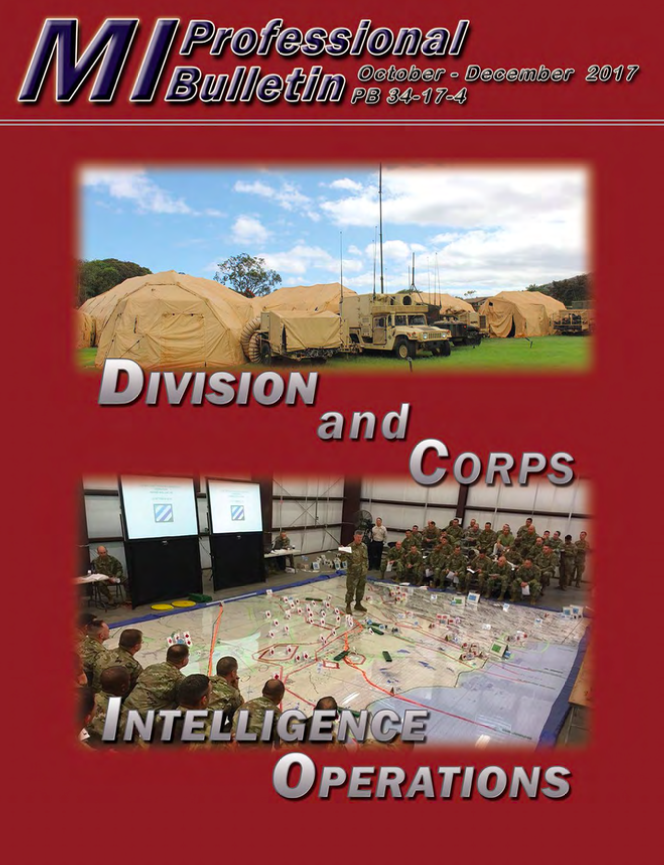 MI Professional
Bulletin October - December 2017
PB 34-17-4
DIVISION
and
CORPS
INTELLIGENCE
OPERATIONS